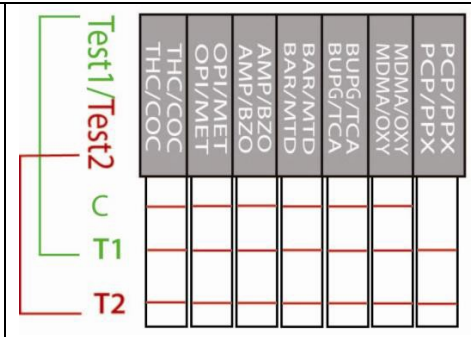 Test1/Test2
THC/COC
THC/COC
OPI/MET
OPI/MET
AMP/BZO
AMP/BZO
BAR/MTD
BAR/MTD
BUPG/TCA
BUPG/TCA
MDMA/OXY
MDMA/OXY
PCP/PPX
PCP/PPX
C
T1
T2